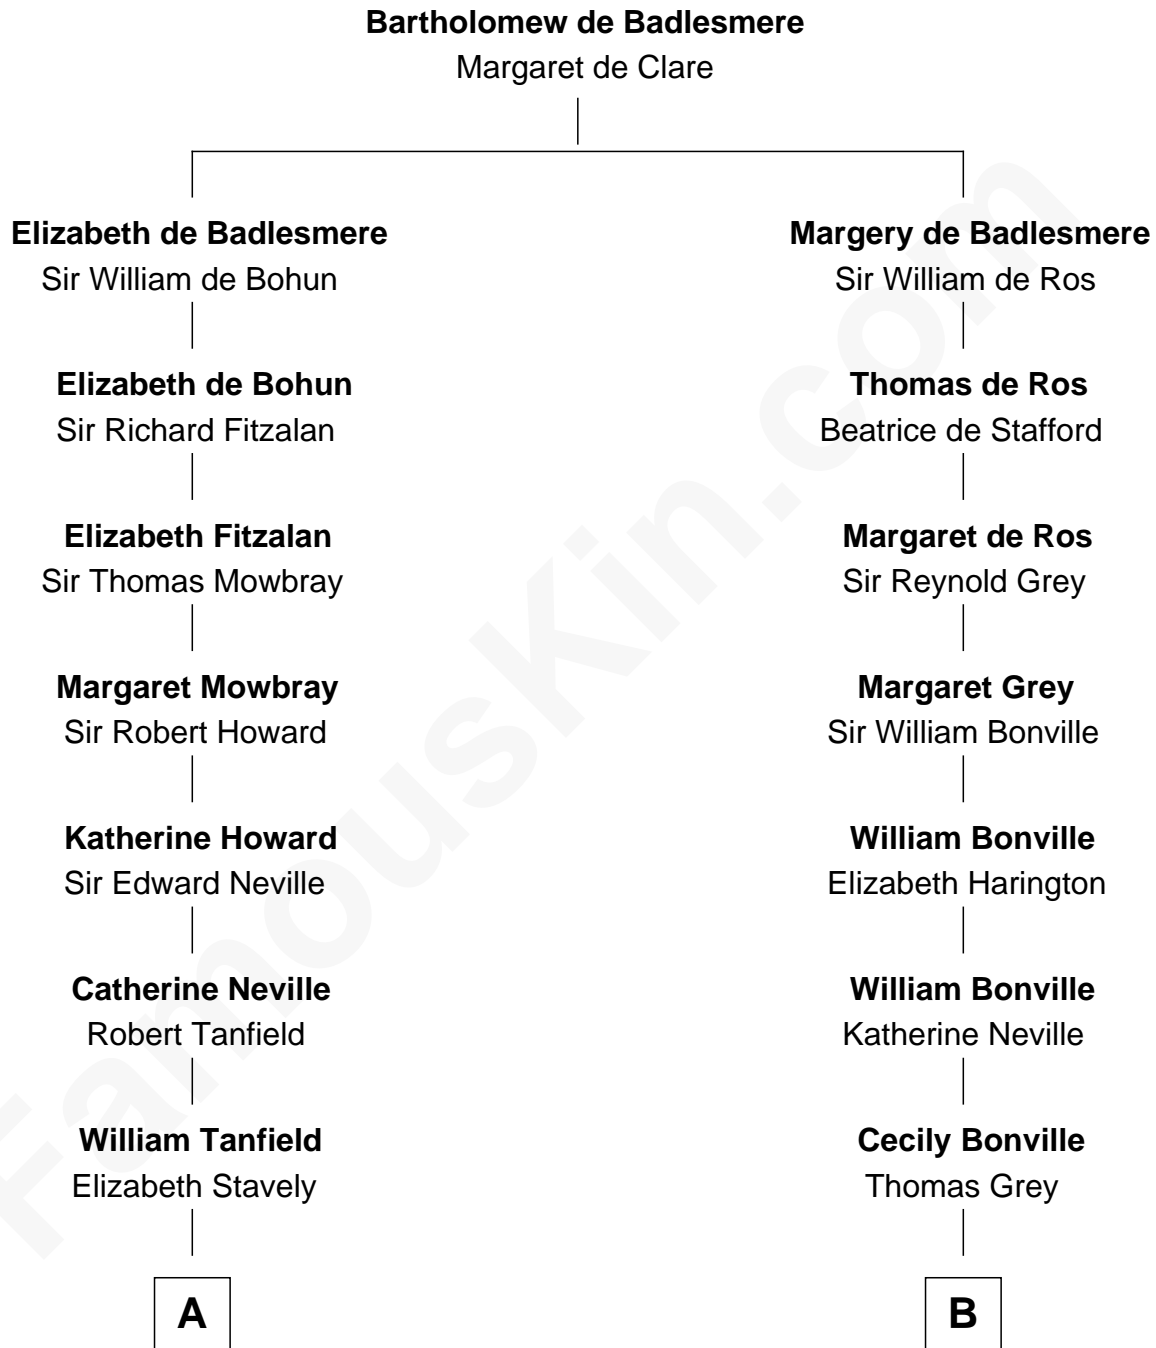 Bartholomew de Badlesmere
Margaret de Clare
Elizabeth de Badlesmere
Sir William de Bohun
Margery de Badlesmere
Sir William de Ros
Elizabeth de Bohun
Sir Richard Fitzalan
Thomas de Ros
Beatrice de Stafford
Elizabeth Fitzalan
Sir Thomas Mowbray
Margaret de Ros
Sir Reynold Grey
Margaret Mowbray
Sir Robert Howard
Margaret Grey
Sir William Bonville
Katherine Howard
Sir Edward Neville
William Bonville
Elizabeth Harington
Catherine Neville
Robert Tanfield
William Bonville
Katherine Neville
William Tanfield
Elizabeth Stavely
Cecily Bonville
Thomas Grey
A
B
FamousKin.com